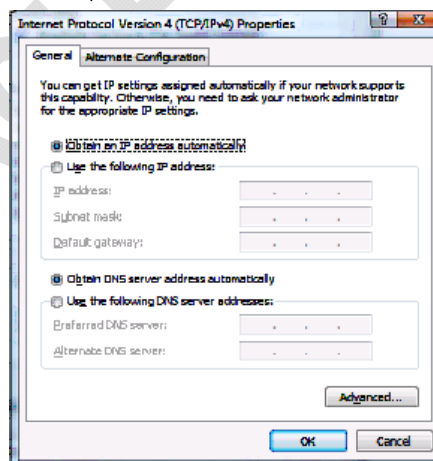 Internet Protocol Version 4 (TCP/IPv4) Properties
General
Alternate Configuration
You can get IP settings assigned automatically if your network supports
this capability. Otherwise, you need to ask your network administrator
for the appropriate IP settings.
Obtain an IP address automatically
Use the following IP address:
IP address:
Subnet mask:
Default gateway:
Obtain DNS server address automatically
Use the following DNS server addresses:
Preferred DNS server:
Alternate DNS server:
Advanced...
OK
Cancel